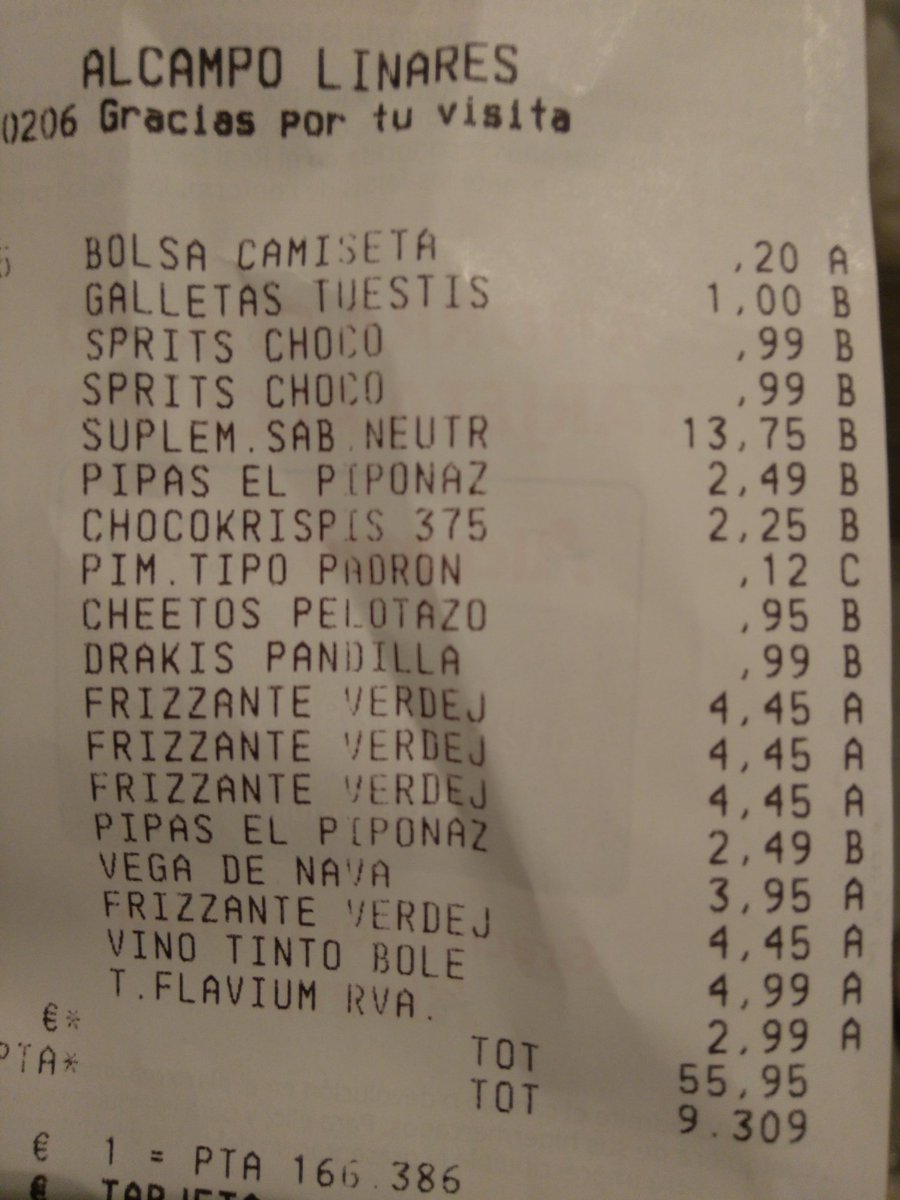 ALCAMPO LINARES
0206 Gracias por tu visita
BOLSA CAMISETA ,20 A
GALLETAS TUESTIS 1,00 B
SPRITS CHOCO ,99 B
SPRITS CHOCO ,99 B
SUPLEM.SAB.NEUTR 13,75 B
PIPAS EL PIPONAZ 2,49 B
CHOCOKRISPIS 375 2,25 B
PIM.TIPO PADRON ,12 C
CHEETOS PELOTAZO ,95 B
DRAKIS PANDILLA ,99 B
FRIZZANTE VERDEJ 4,45 A
FRIZZANTE VERDEJ 4,45 A
FRIZZANTE VERDEJ 4,45 A
PIPAS EL PIPONAZ 2,49 B
VEGA DE NAVA 3,95 A
FRIZZANTE VERDEJ 4,45 A
VINO TINTO BOLE 4,99 A
T.FLAVIUM RVA. 2,99 A
€* TOT 55,95
PTA* TOT 9.309
€ 1 = PTA 166.386
€ TARJETA